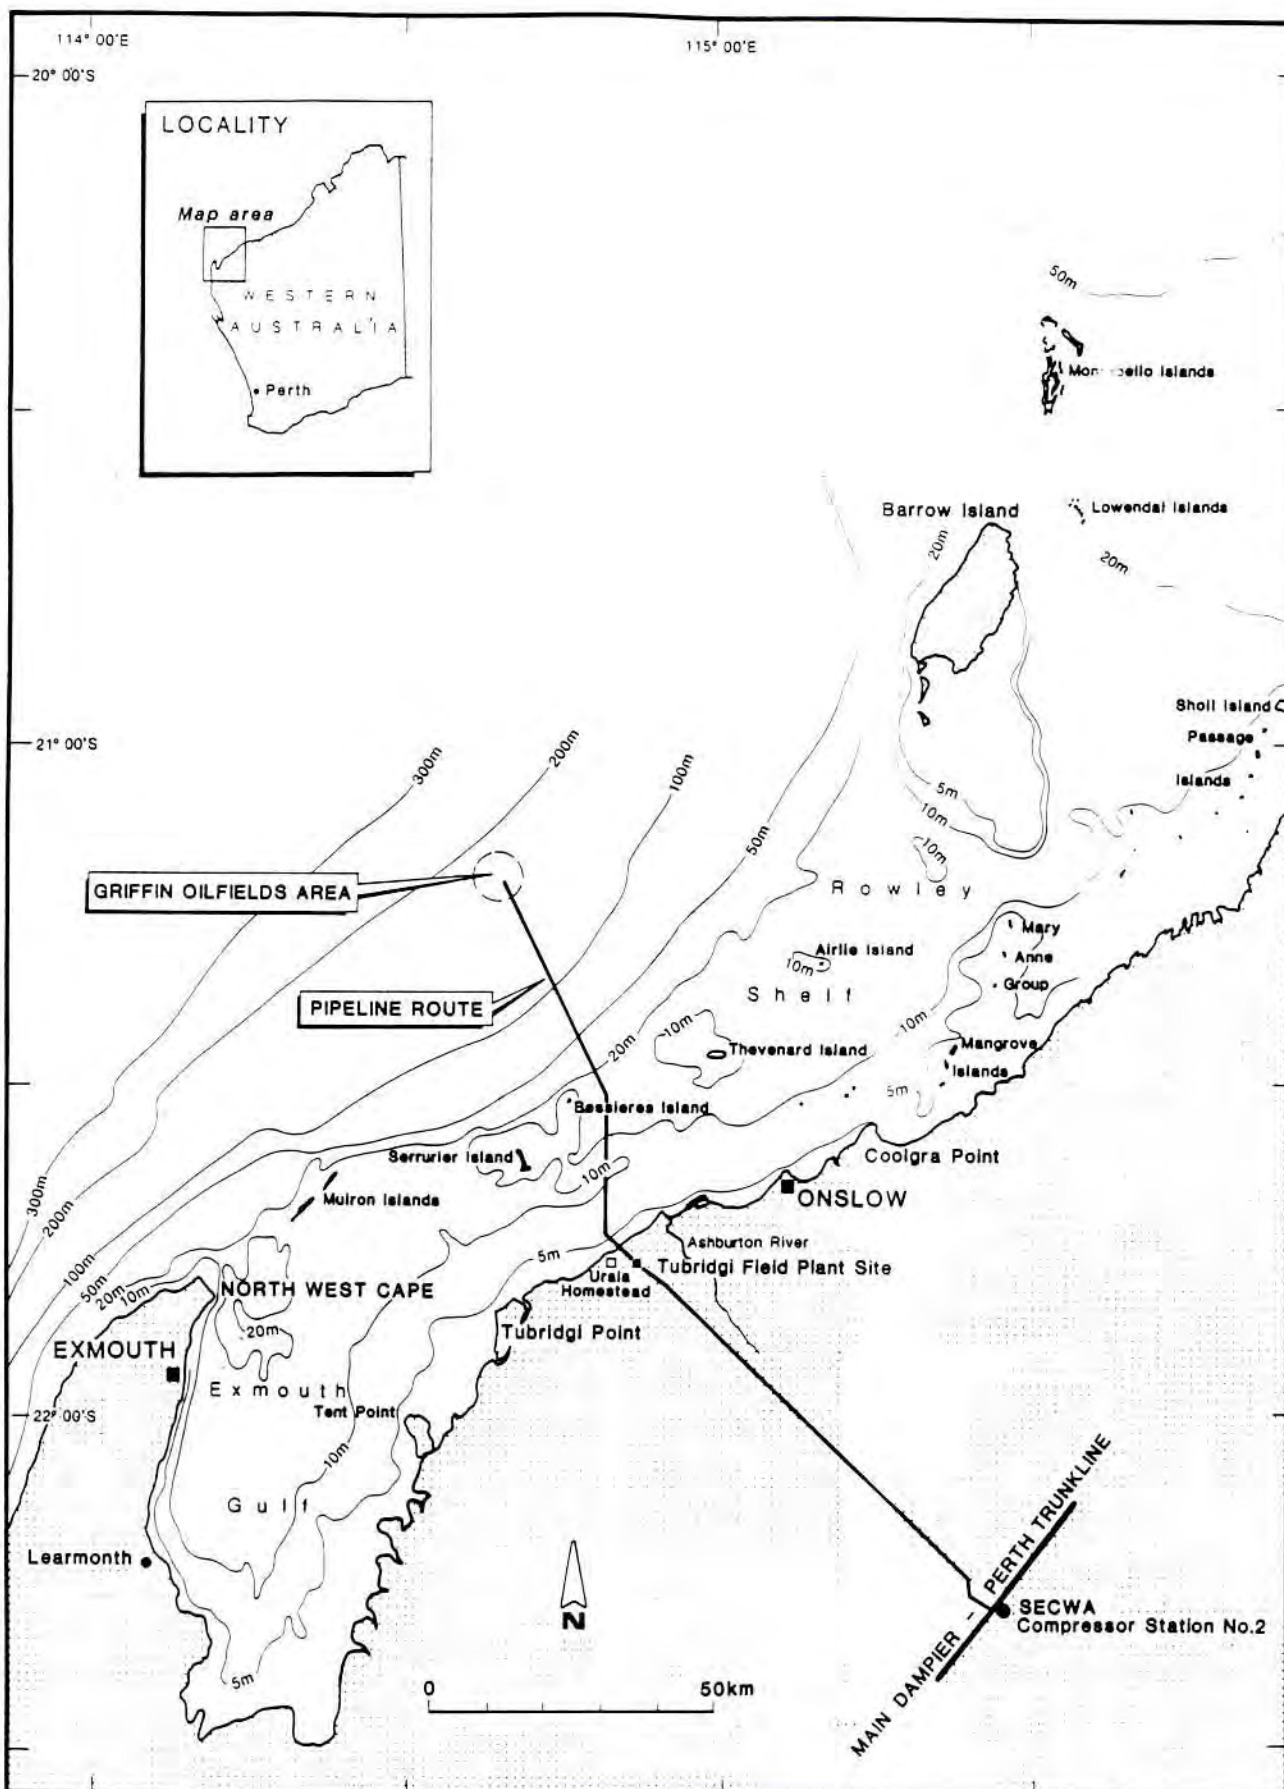 114° 00'E
115° 00'E
20° 00'S
LOCALITY
Map area
WESTERN
AUSTRALIA
Perth
50m
Islands
Barrow Island
Lowendal Islands
20m
20m
Sholl Island
Passage
Islands
21° 00'S
300m
200m
100m
50m
5m
10m
10m
GRIFFIN OILFIELDS AREA
Rowley
Mary
Anne
Group
Airlie Island
10m
Shelf
PIPELINE ROUTE
10m
20m
10m
Thevenard Island
Mangrove
Islands
5m
Bessieres Island
Serrurier Island
10m
Coolgra Point
ONSLOW
Muiron Islands
300m
200m
100m
50m
20m
10m
Ashburton River
5m
Tubridgi Field Plant Site
Urala
Homestead
NORTH WEST CAPE
20m
Tubridgi Point
EXMOUTH
Exmouth
Tent Point
22° 00'S
10m
Gulf
Learmonth
PERTH TRUNKLINE
N
SECWA
Compressor Station No.2
MAIN DAMPIER -
5m
0 50km